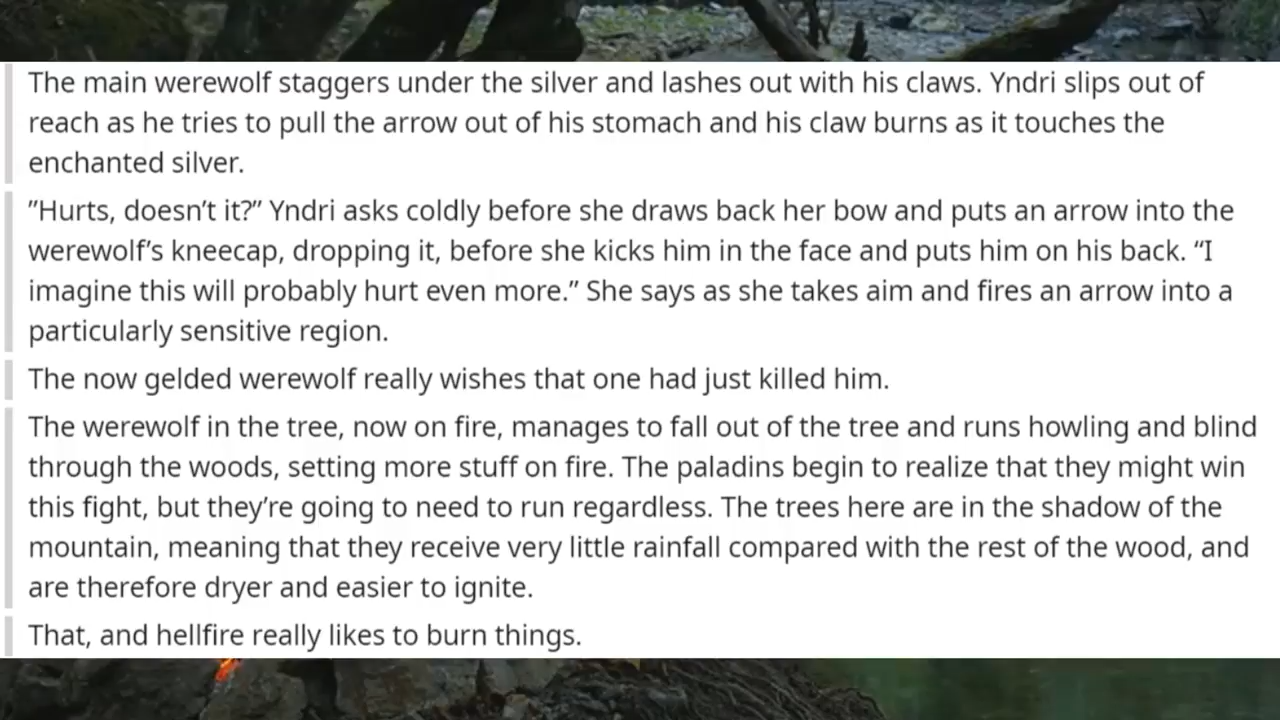 The main werewolf staggers under the silver and lashes out with his claws. Yndri slips out of
reach as he tries to pull the arrow out of his stomach and his claw burns as it touches the
enchanted silver.
”Hurts, doesn’t it?” Yndri asks coldly before she draws back her bow and puts an arrow into the
werewolf’s kneecap, dropping it, before she kicks him in the face and puts him on his back. “I
imagine this will probably hurt even more.” She says as she takes aim and fires an arrow into a
particularly sensitive region.
The now gelded werewolf really wishes that one had just killed him.
The werewolf in the tree, now on fire, manages to fall out of the tree and runs howling and blind
through the woods, setting more stuff on fire. The paladins begin to realize that they might win
this fight, but they’re going to need to run regardless. The trees here are in the shadow of the
mountain, meaning that they receive very little rainfall compared with the rest of the wood, and
are therefore dryer and easier to ignite.
That, and hellfire really likes to burn things.